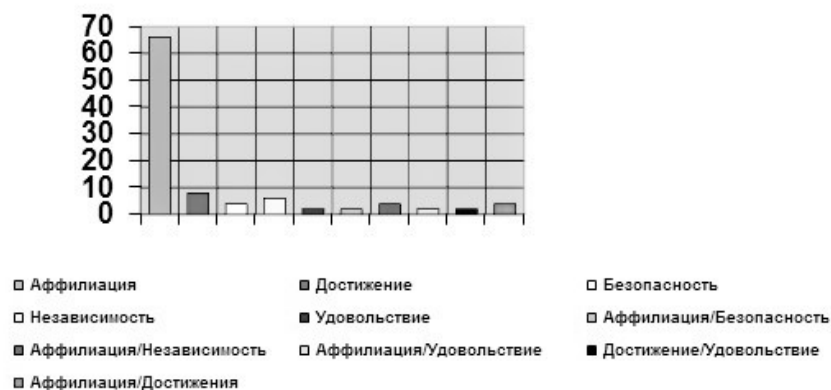 70
60
50
40
30
20
10
0
Аффилиация Достижение Безопасность
Независимость Удовольствие Аффилиация/Безопасность
Аффилиация/Независимость Аффилиация/Удовольствие Достижение/Удовольствие
Аффилиация/Достижения